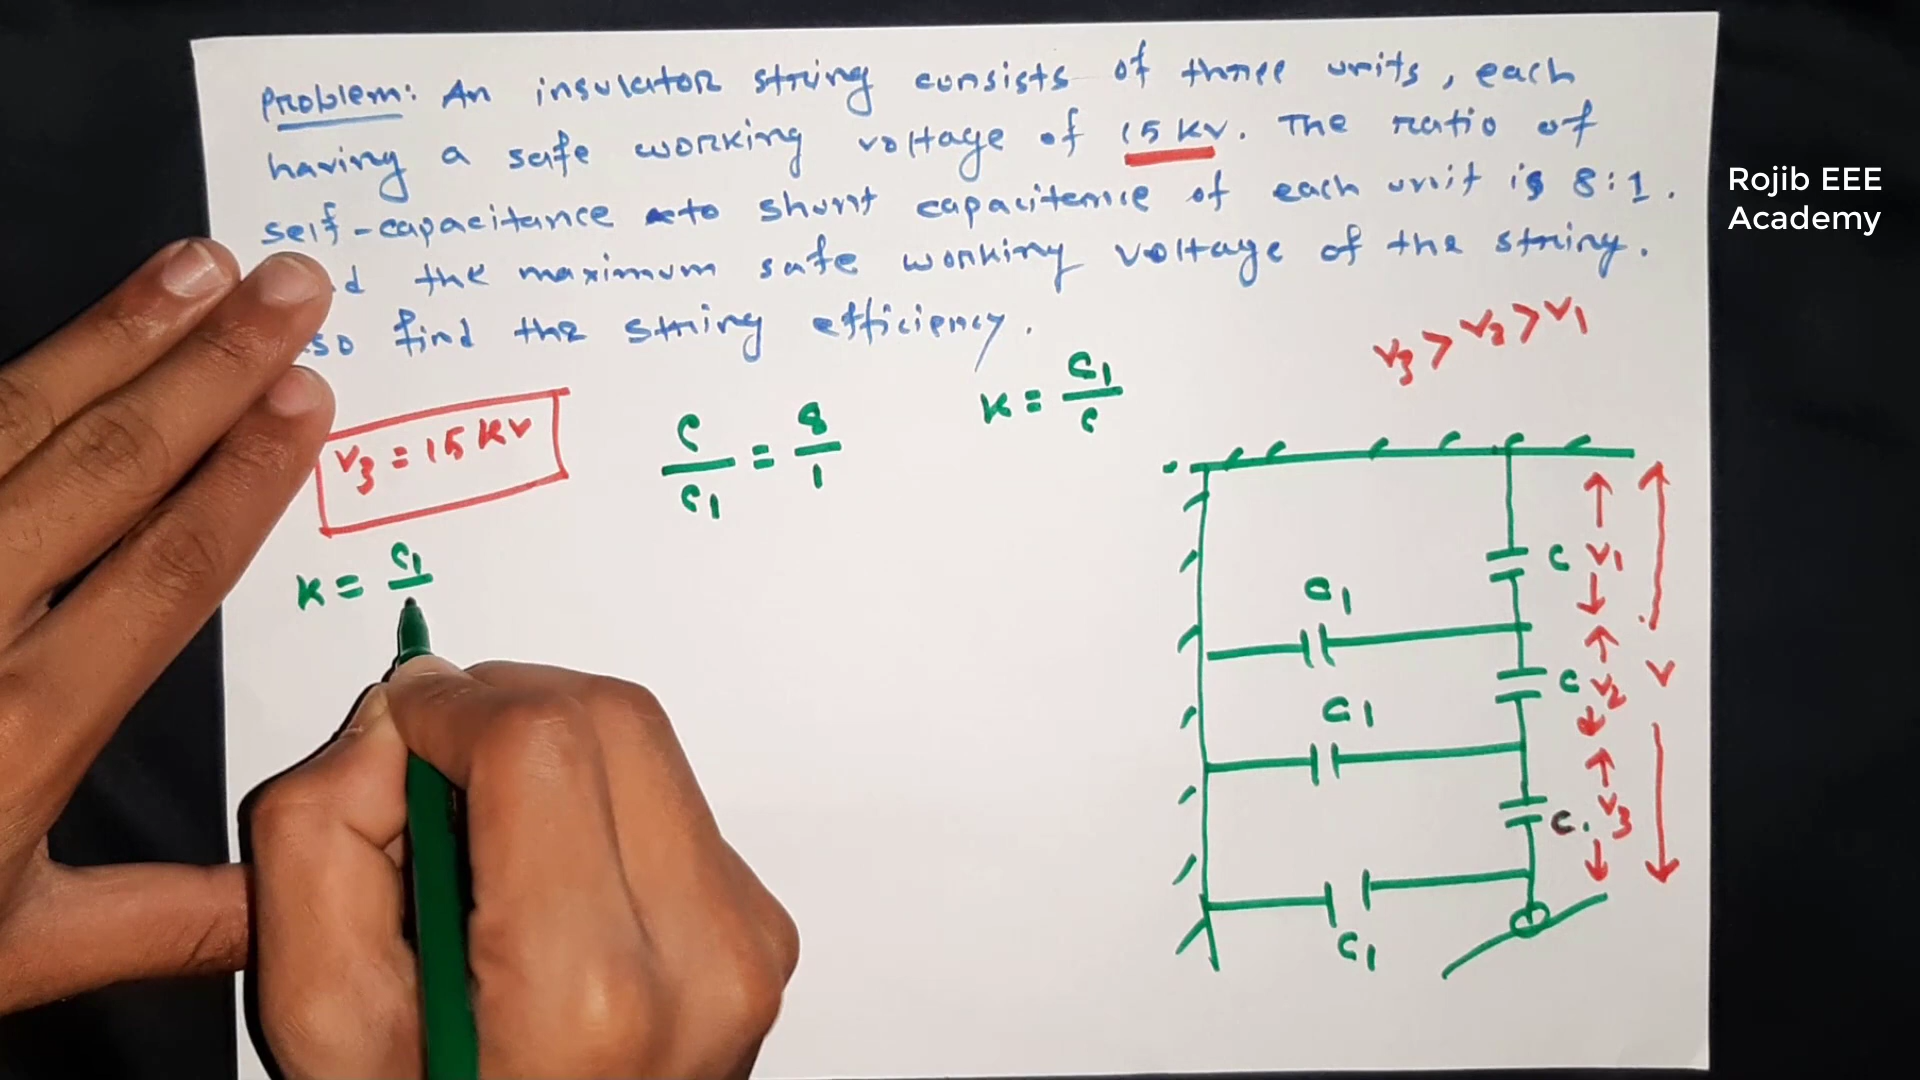 Problem: An insulator string consists of three units, each
having a safe working voltage of 15 kV. The ratio of
self-capacitance to shunt capacitance of each unit is 8:1.
d the maximum safe working voltage of the string.
so find the string efficiency.
Rojib EEE
Academy
V3 > V2 > V1
V3 = 15 kV
C/C1 = 8/1
K = C1/C
K = C1/
C V1
C1
C V2
V
C1
C. V3
C1